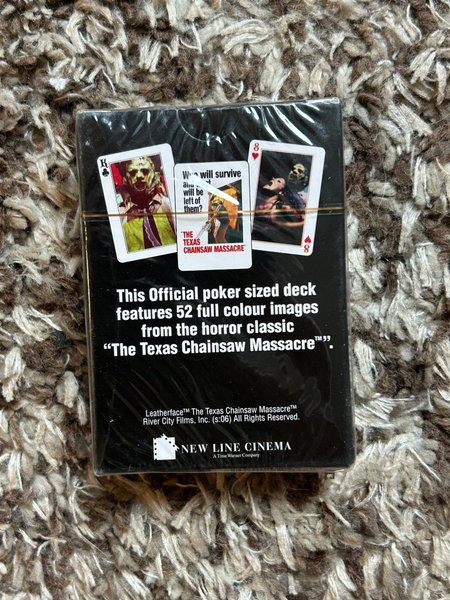 K
Who will survive
and what
will be
left of
them?
THE
TEXAS
CHAINSAW MASSACRE
8
8
This Official poker sized deck
features 52 full colour images
from the horror classic
“The Texas Chainsaw Massacre™”.
Leatherface™ The Texas Chainsaw Massacre™
River City Films, Inc. (s:06) All Rights Reserved.
NEW LINE CINEMA
A Time Warner Company